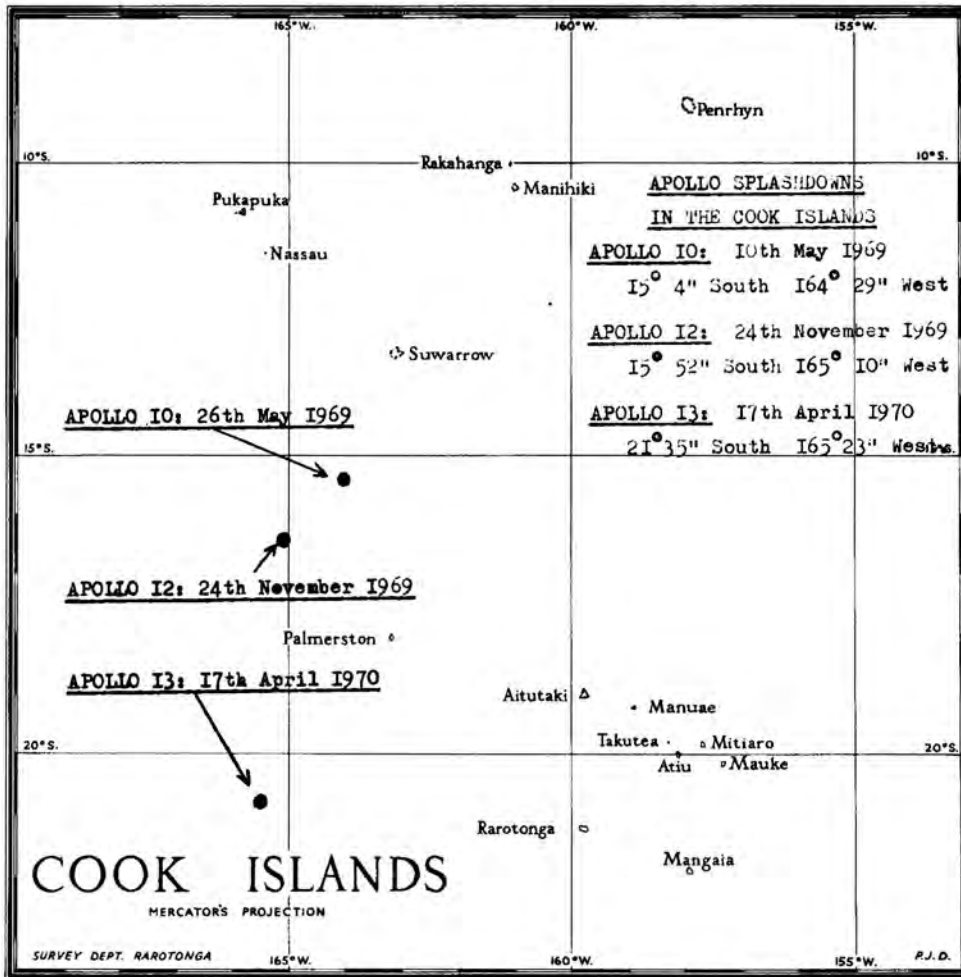 165°W.
160°W.
155°W.
Penrhyn
10°S.
Rakahanga
10°S.
Manihiki
APOLLO SPLASHDOWNS
Pukapuka
IN THE COOK ISLANDS
Nassau
APOLLO I0: I0th May I969
I5° 4" South I64° 29" West
APOLLO I2: 24th November I969
Suwarrow
I5° 52" South I65° I0" West
APOLLO I0: 26th May I969
APOLLO I3: I7th April I970
2I°35" South I65°23" West
15°S.
APOLLO I2: 24th November I969
Palmerston
APOLLO I3: I7th April I970
Aitutaki
Manuae
Takutea
Mitiaro
20°S.
Atiu
Mauke
20°S.
Rarotonga
Mangaia
COOK ISLANDS
MERCATOR'S PROJECTION
SURVEY DEPT. RAROTONGA
165°W.
160°W.
155°W.
P.J.D.